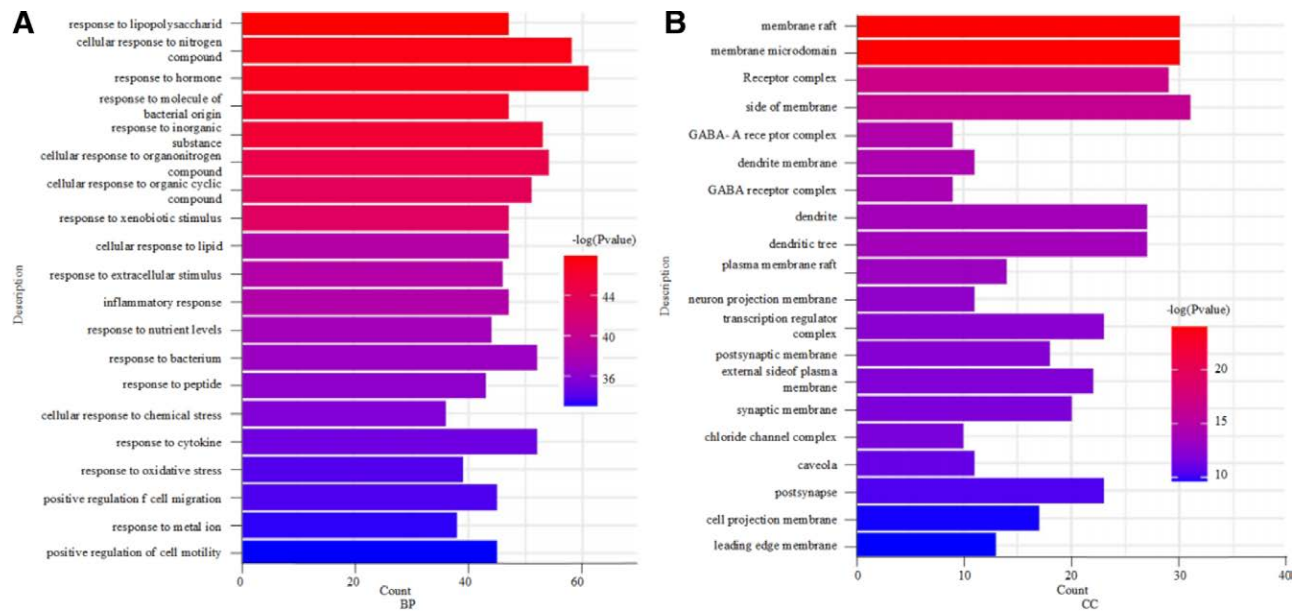 A
response to lipopolysaccharid
cellular response to nitrogen
compound
response to hormone
response to molecule of
bacterial origin
response to inorganic
substance
cellular response to organonitrogen
compound
cellular response to organic cyclic
compound
response to xenobiotic stimulus
cellular response to lipid
response to extracellular stimulus
inflammatory response
response to nutrient levels
response to bacterium
response to peptide
cellular response to chemical stress
response to cytokine
response to oxidative stress
positive regulation f cell migration
response to metal ion
positive regulation of cell motility
Description
-log(Pvalue)
44
40
36
0
20
40
60
Count
BP
B
membrane raft
membrane microdomain
Receptor complex
side of membrane
GABA- A rece ptor complex
dendrite membrane
GABA receptor complex
dendrite
dendritic tree
plasma membrane raft
neuron projection membrane
transcription regulator
complex
postsynaptic membrane
external sideof plasma
membrane
synaptic membrane
chloride channel complex
caveola
postsynapse
cell projection membrane
leading edge membrane
Description
-log(Pvalue)
20
15
10
0
10
20
30
40
Count
CC